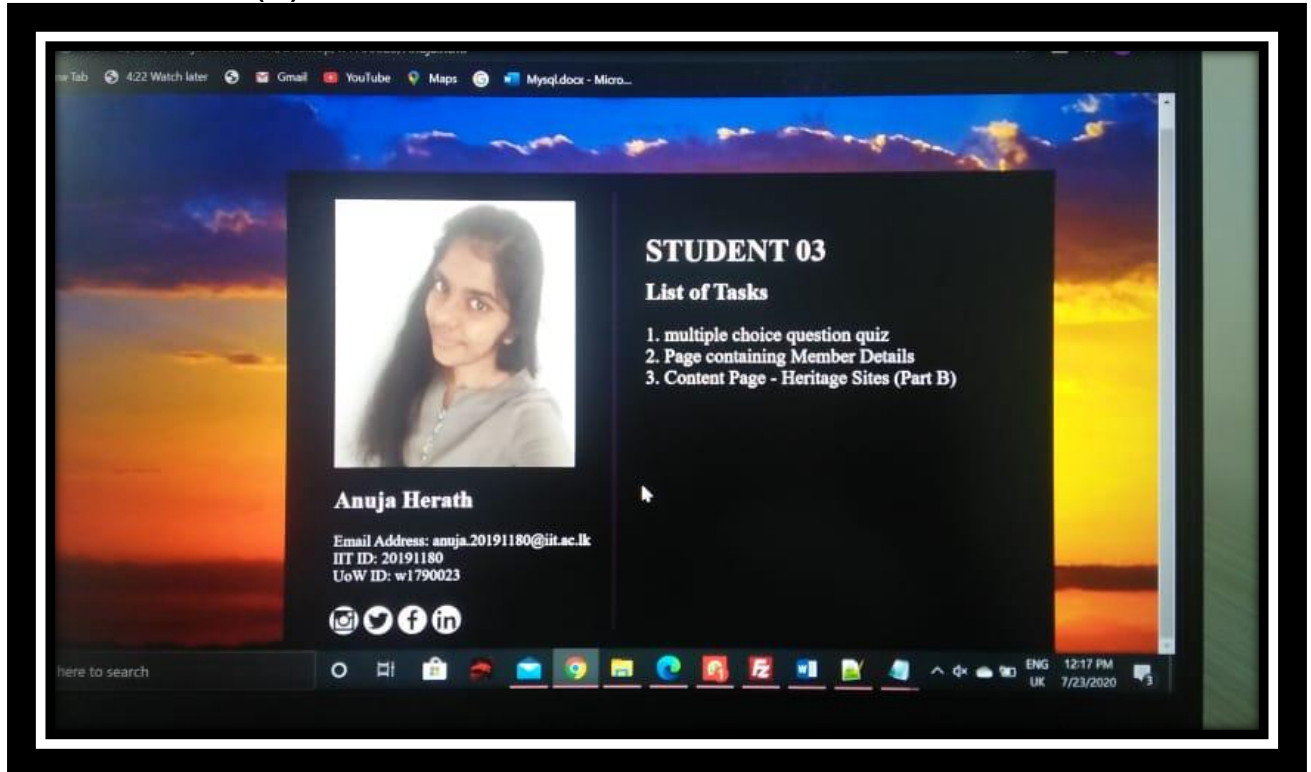 4:22 Watch later Gmail YouTube Maps Mysql.docx - Micro...
STUDENT 03
List of Tasks
1. multiple choice question quiz
2. Page containing Member Details
3. Content Page - Heritage Sites (Part B)
Anuja Herath
Email Address: anuja.20191180@iit.ac.lk
IIT ID: 20191180
UoW ID: w1790023
here to search
ENG
UK
12:17 PM
7/23/2020
3